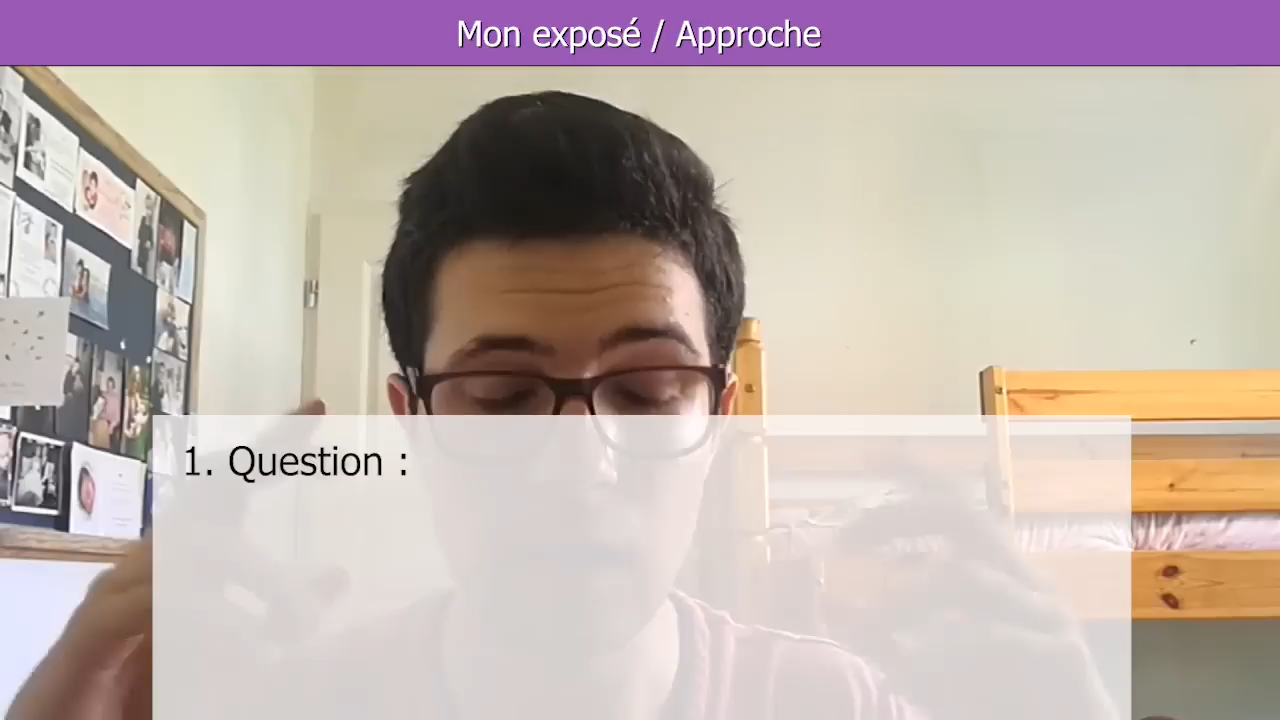 Mon exposé / Approche
1. Question :